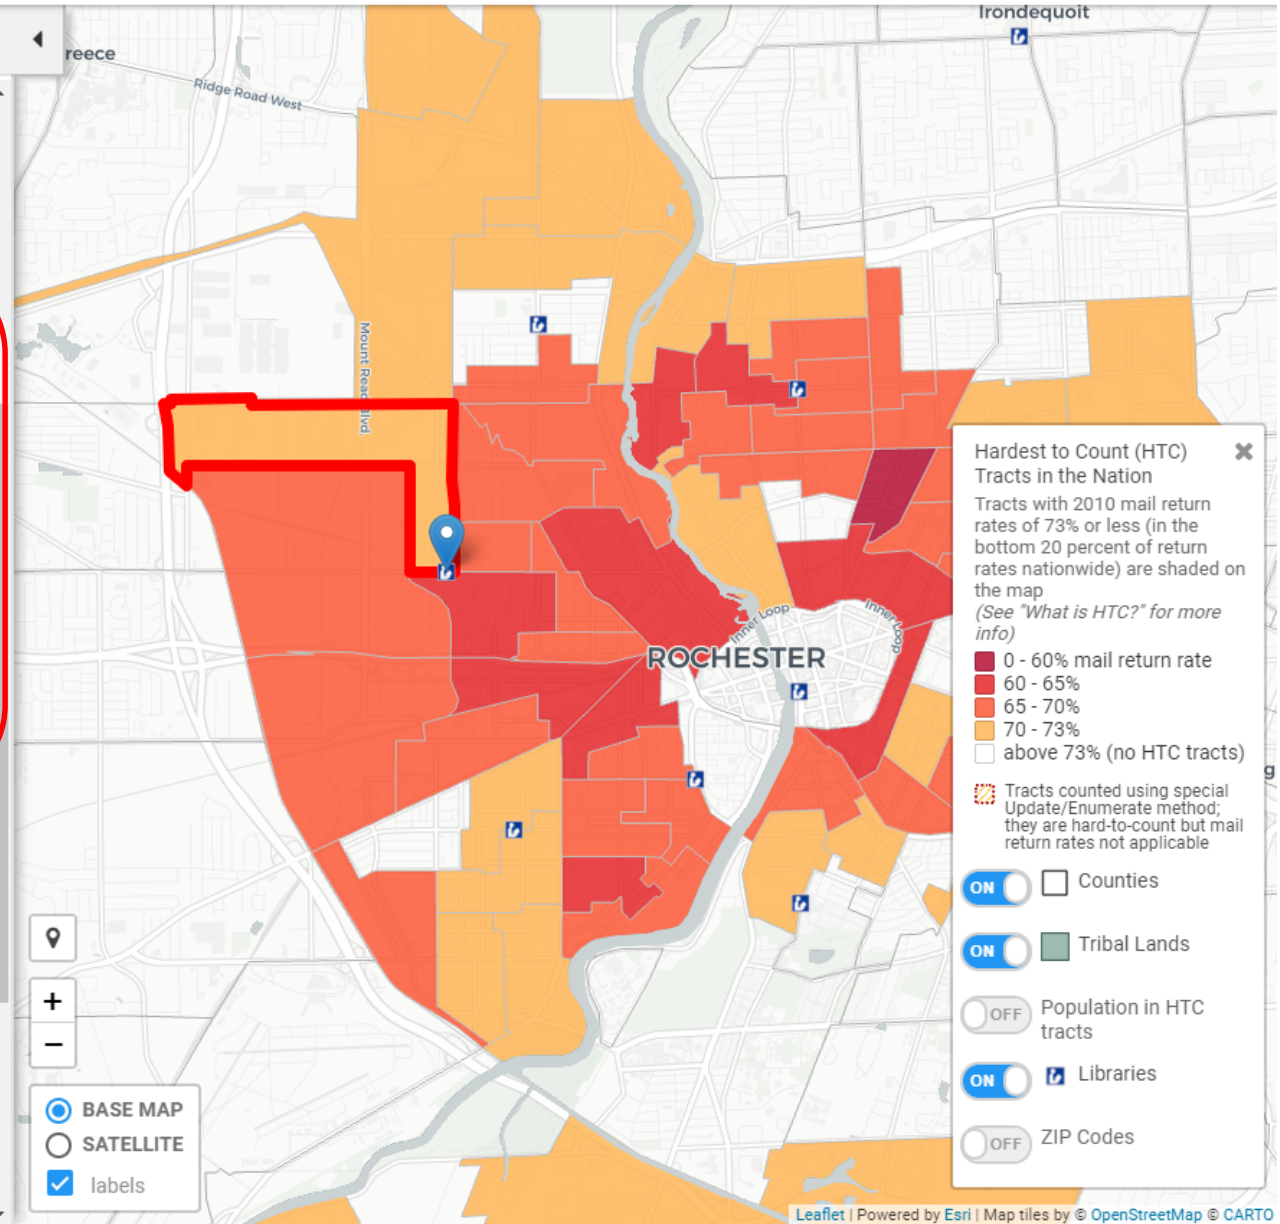 Irondequoit
reece
Ridge Road West
Mount Read Blvd.
Inner Loop
Inner Loop
ROCHESTER
g
Hardest to Count (HTC)
Tracts in the Nation
Tracts with 2010 mail return
rates of 73% or less (in the
bottom 20 percent of return
rates nationwide) are shaded on
the map
(See "What is HTC?" for more
info)
0 - 60% mail return rate
60 - 65%
65 - 70%
70 - 73%
above 73% (no HTC tracts)
Tracts counted using special
Update/Enumerate method;
they are hard-to-count but mail
return rates not applicable
ON Counties
ON Tribal Lands
OFF Population in HTC
tracts
ON Libraries
OFF ZIP Codes
+
−
BASE MAP
SATELLITE
labels
Leaflet | Powered by Esri | Map tiles by © OpenStreetMap © CARTO